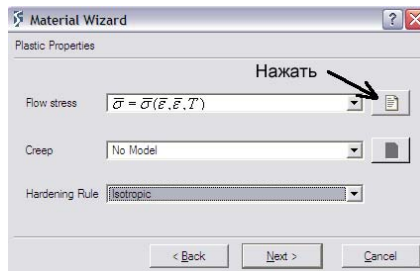 Material Wizard
Plastic Properties
Нажать
Flow stress σ̅ = σ̅(ε̅,ε̅,T)
Creep No Model
Hardening Rule Isotropic
< Back Next > Cancel